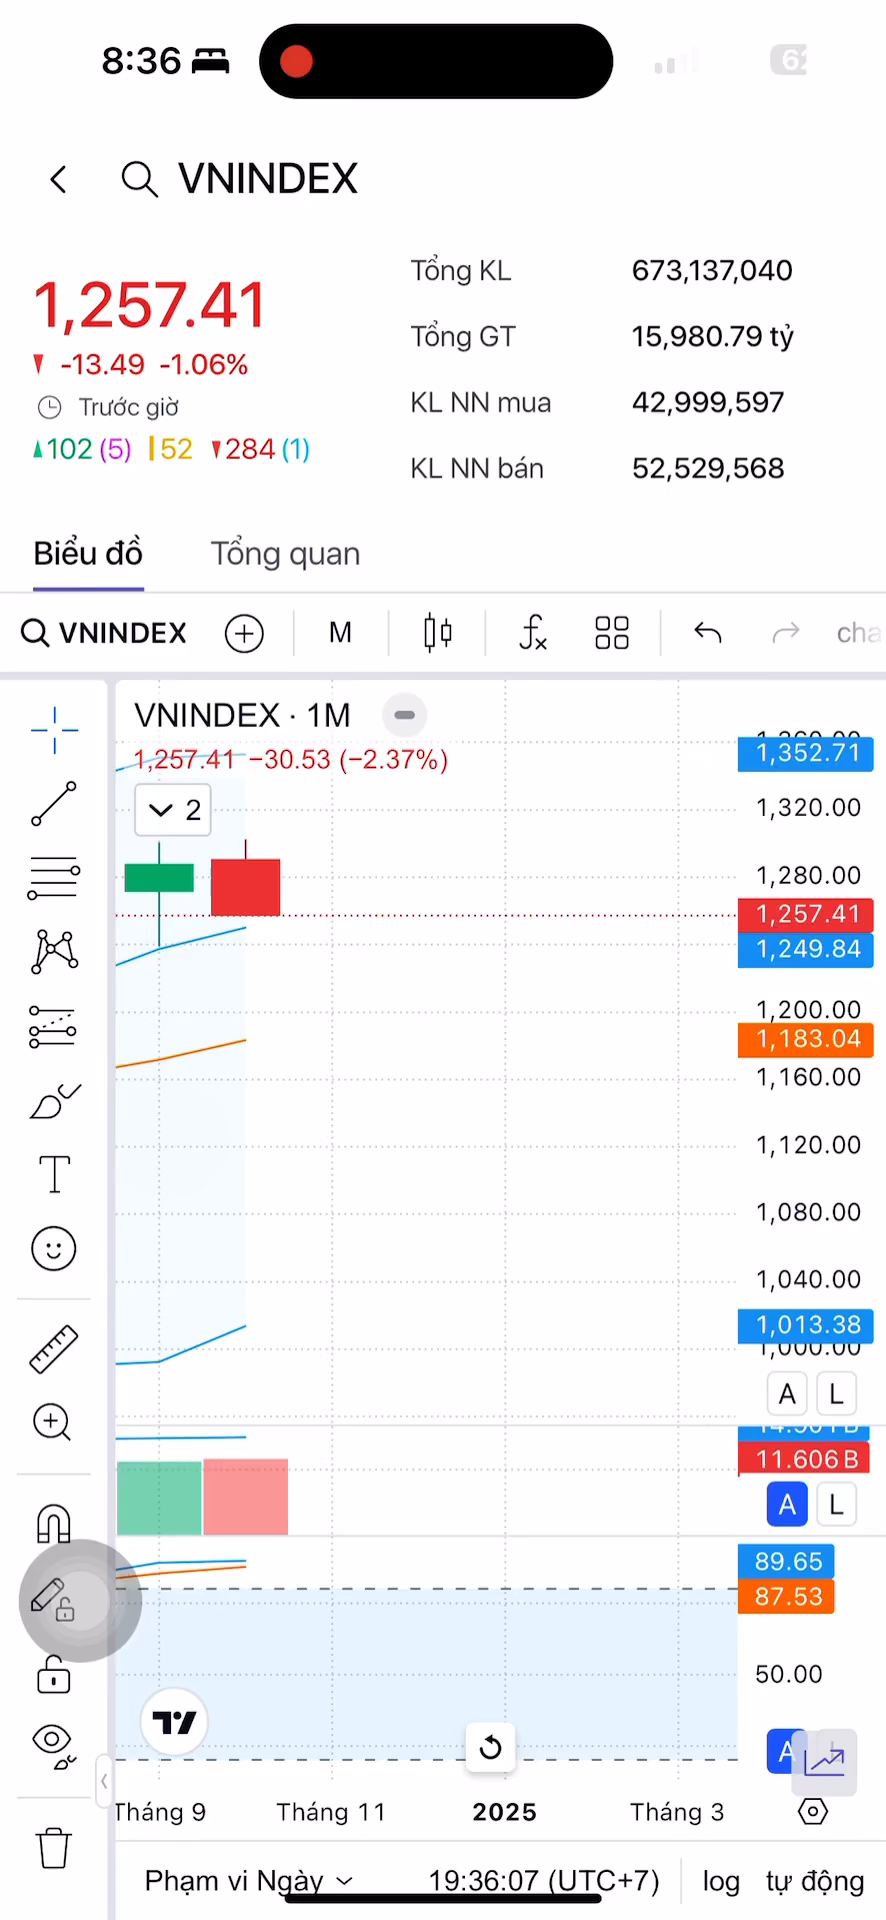 8:36
VNINDEX
1,257.41
-13.49 -1.06%
Trước giờ
102 (5) 52 284 (1)
Tổng KL 673,137,040
Tổng GT 15,980.79 tỷ
KL NN mua 42,999,597
KL NN bán 52,529,568
Biểu đồ Tổng quan
VNINDEX M fx
VNINDEX · 1M
1,257.41 −30.53 (−2.37%)
2
1,352.71
1,320.00
1,280.00
1,257.41
1,249.84
1,200.00
1,183.04
1,160.00
1,120.00
1,080.00
1,040.00
1,013.38
1,000.00
A L
11.606B
A L
89.65
87.53
50.00
A
Tháng 9 Tháng 11 2025 Tháng 3
Phạm vi Ngày 19:36:07 (UTC+7) log tự động